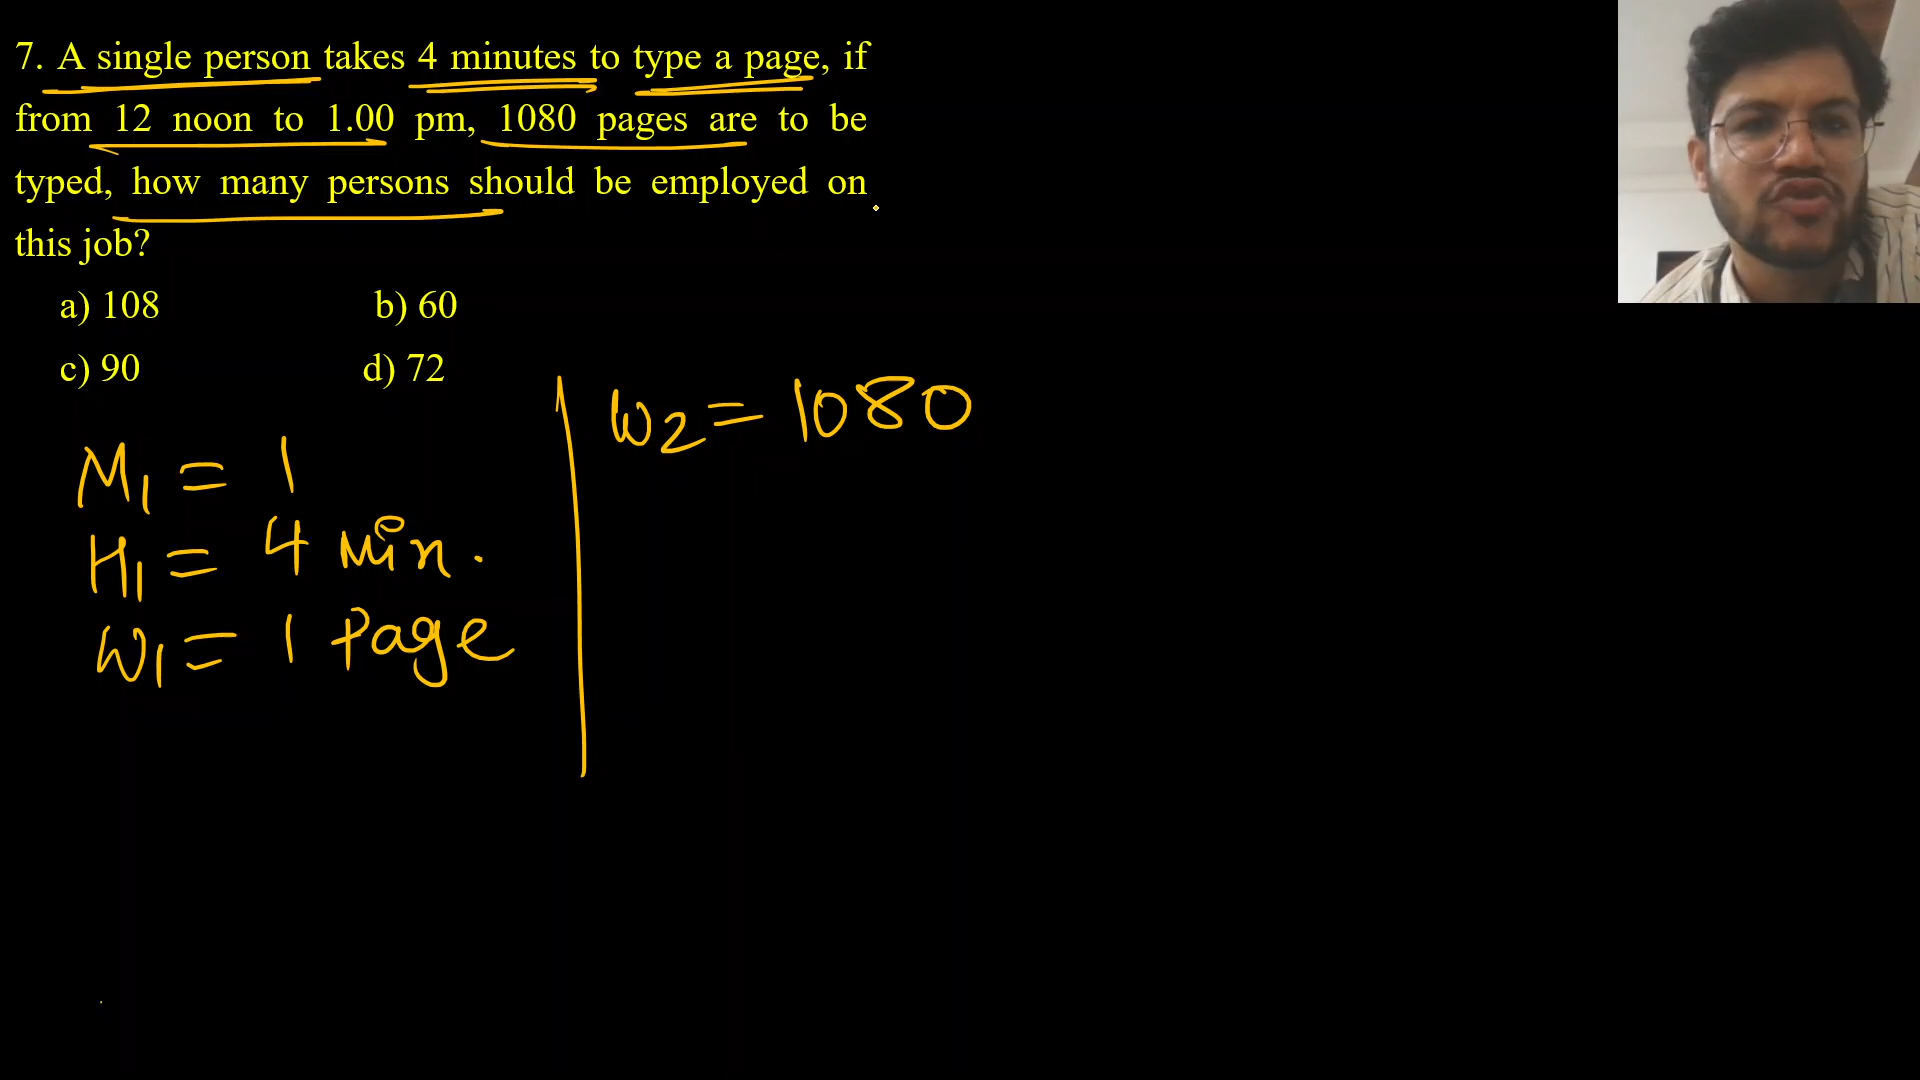 7. A single person takes 4 minutes to type a page, if
from 12 noon to 1.00 pm, 1080 pages are to be
typed, how many persons should be employed on
this job?
a) 108 b) 60
c) 90 d) 72
W2 = 1080
M1 = 1
H1 = 4 Min.
W1 = 1 Page